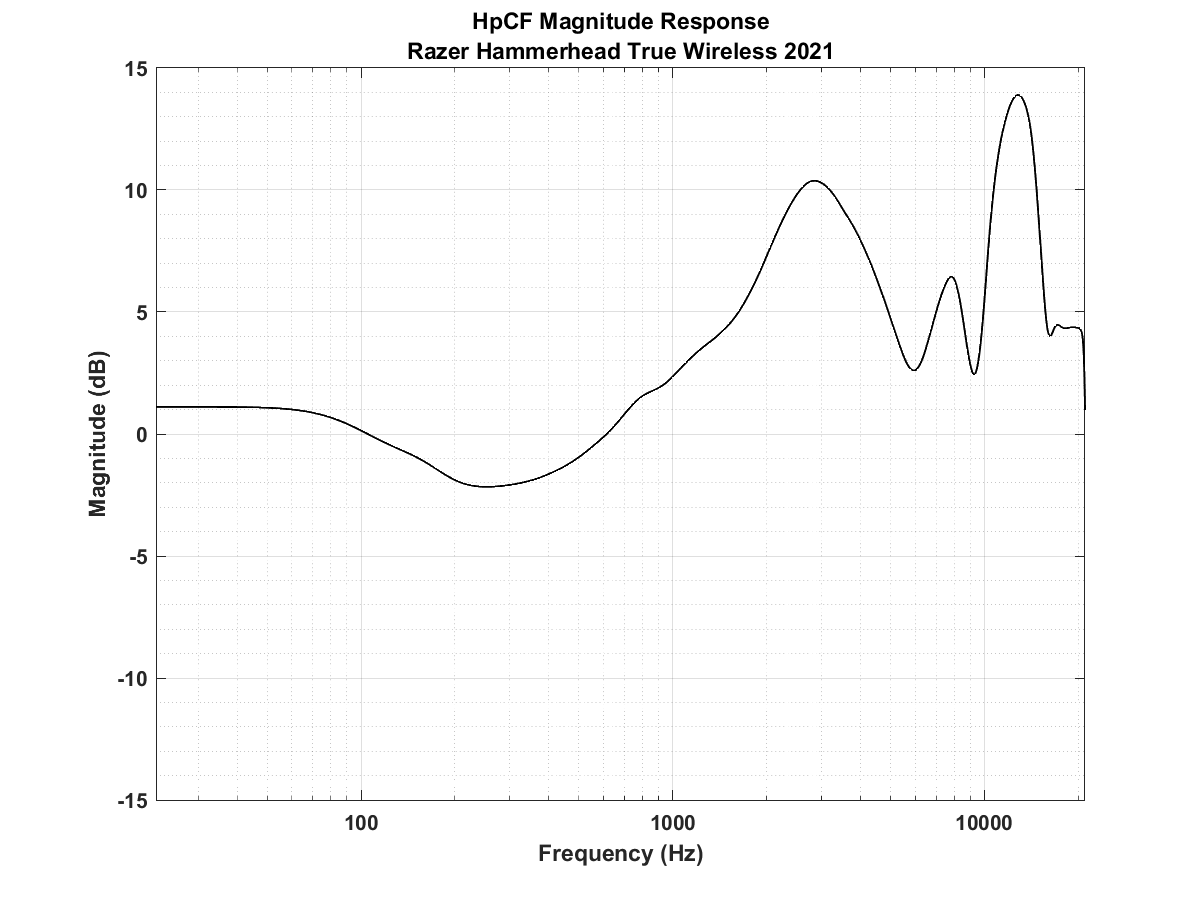 HpCF Magnitude Response
Razer Hammerhead True Wireless 2021
15
10
5
0
-5
-10
-15
Magnitude (dB)
100
1000
10000
Frequency (Hz)